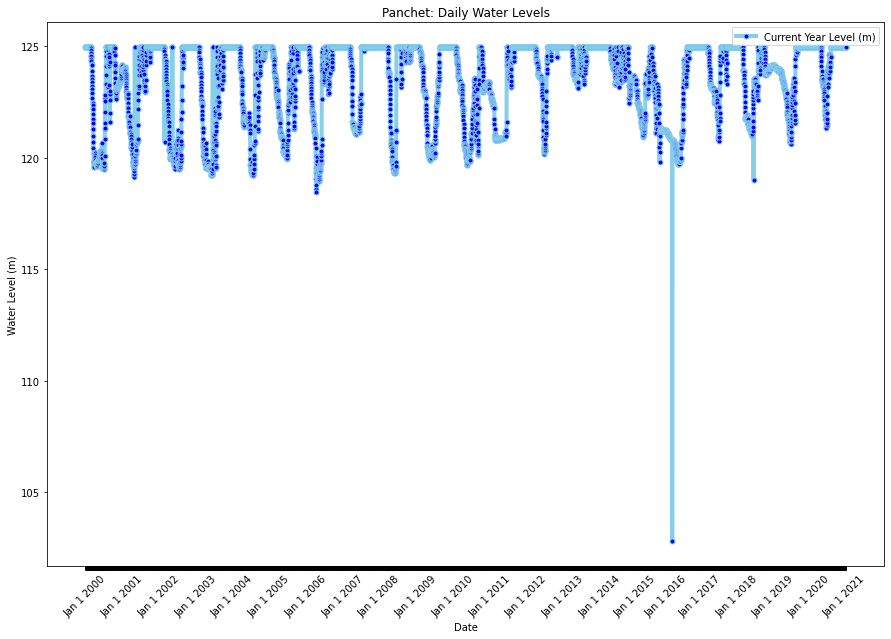 Panchet: Daily Water Levels
Current Year Level (m)
Water Level (m)
125
120
115
110
105
Jan 1 2000
Jan 1 2001
Jan 1 2002
Jan 1 2003
Jan 1 2004
Jan 1 2005
Jan 1 2006
Jan 1 2007
Jan 1 2008
Jan 1 2009
Jan 1 2010
Jan 1 2011
Jan 1 2012
Jan 1 2013
Jan 1 2014
Jan 1 2015
Jan 1 2016
Jan 1 2017
Jan 1 2018
Jan 1 2019
Jan 1 2020
Jan 1 2021
Date